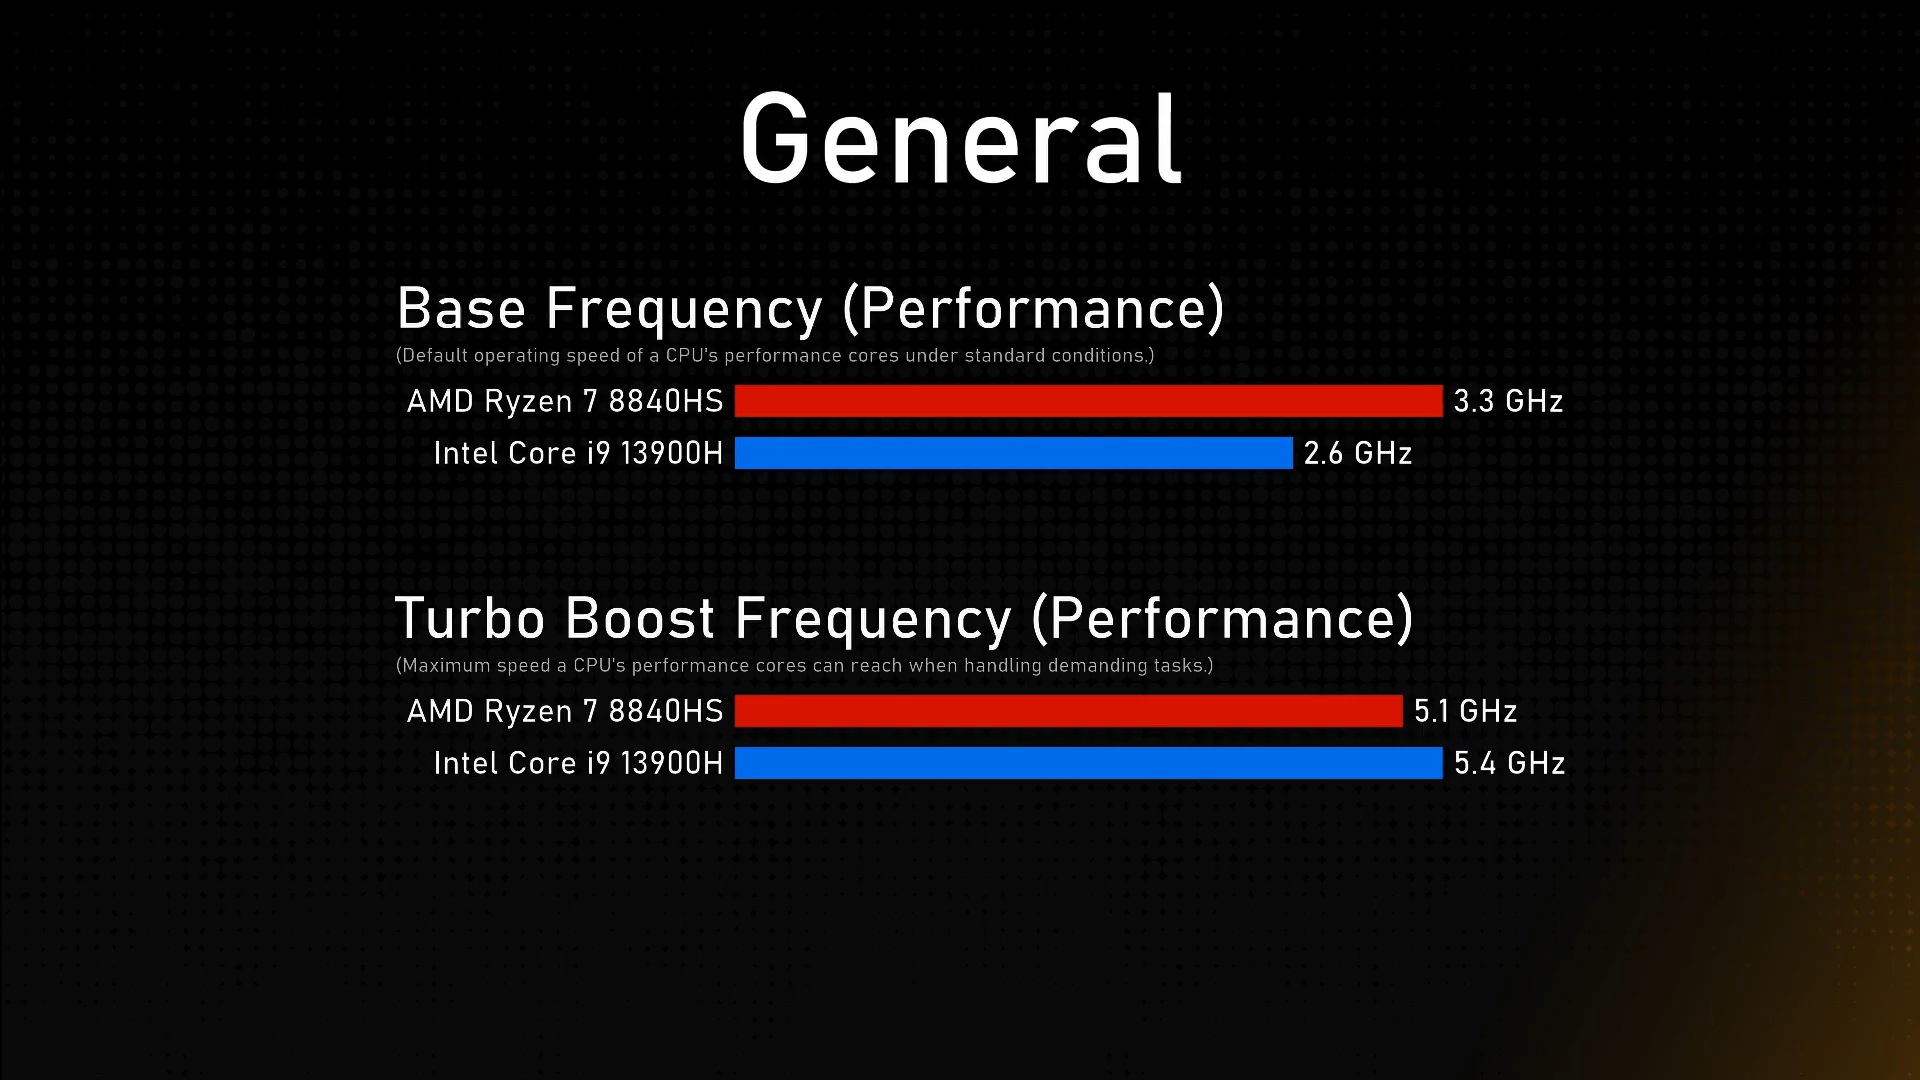 General
Base Frequency (Performance)
(Default operating speed of a CPU's performance cores under standard conditions.)
AMD Ryzen 7 8840HS 3.3 GHz
Intel Core i9 13900H 2.6 GHz
Turbo Boost Frequency (Performance)
(Maximum speed a CPU's performance cores can reach when handling demanding tasks.)
AMD Ryzen 7 8840HS 5.1 GHz
Intel Core i9 13900H 5.4 GHz